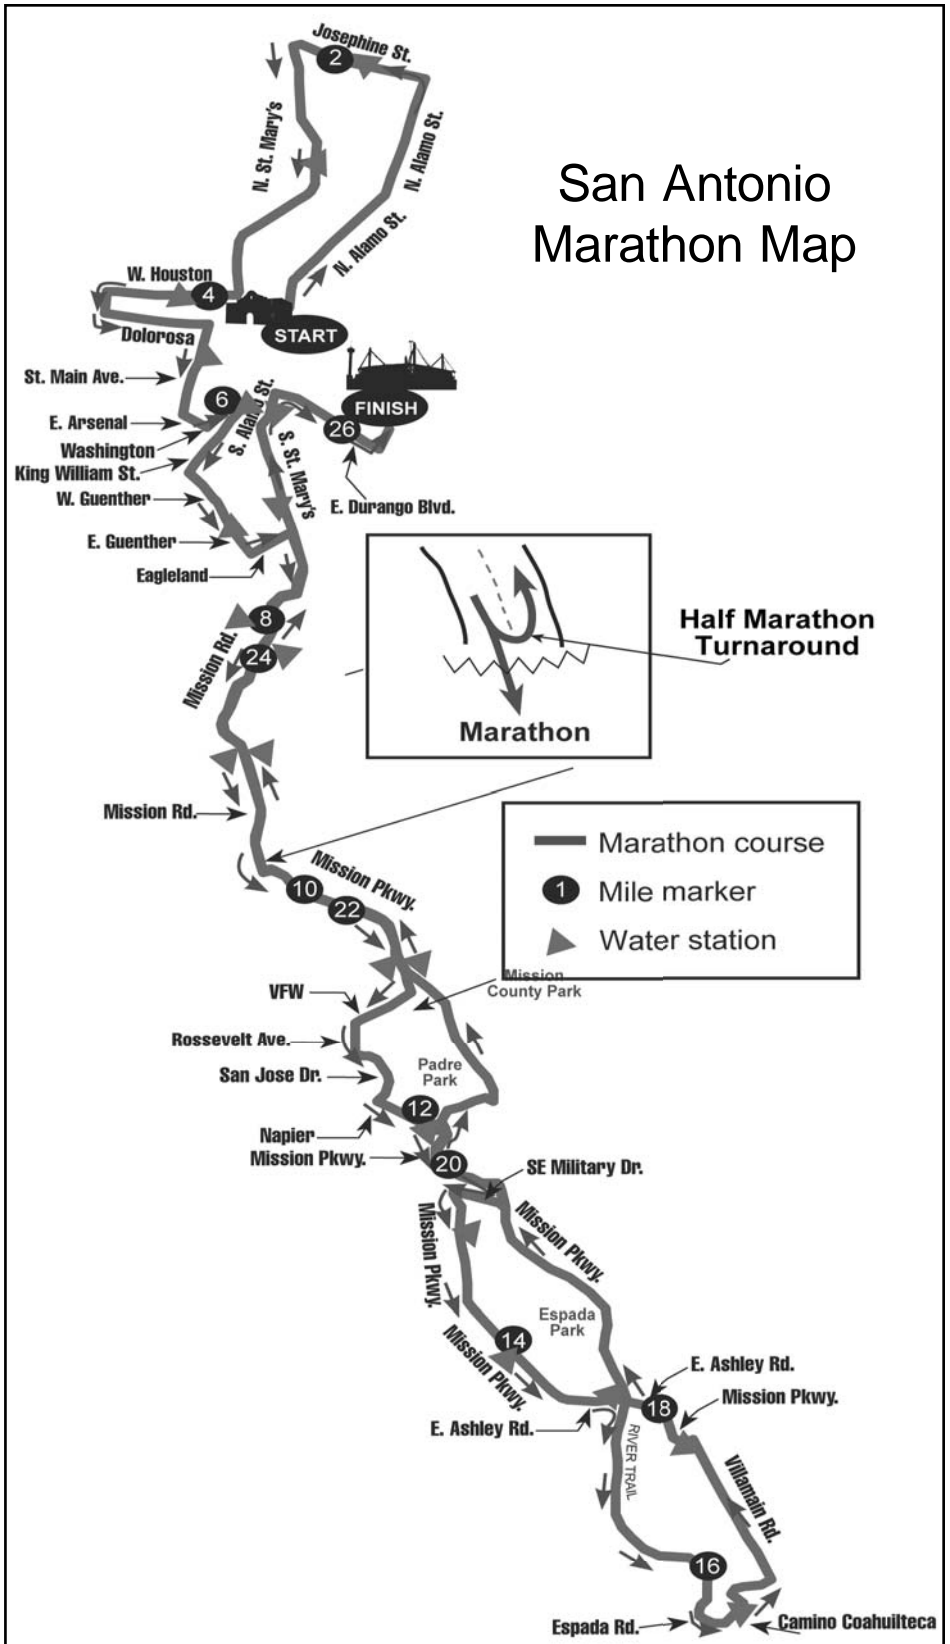 Josephine St.
2
N. St. Mary's
N. Alamo St.
San Antonio
Marathon Map
N. Alamo St.
W. Houston
4
START
Dolorosa
St. Main Ave.
6
S. Alamo St.
FINISH
E. Arsenal
26
Washington
King William St.
S. St. Mary's
W. Guenther
E. Durango Blvd.
E. Guenther
Eagleland
8
Half Marathon
Turnaround
24
Mission Rd.
Marathon
Mission Rd.
Marathon course
1 Mile marker
Water station
Mission Pkwy.
10
22
Mission
County Park
VFW
Rossevelt Ave.
San Jose Dr.
Padre
Park
12
Napier
Mission Pkwy.
20
SE Military Dr.
Mission Pkwy.
Mission Pkwy.
Espada
Park
14
Mission Pkwy.
E. Ashley Rd.
Mission Pkwy.
18
E. Ashley Rd.
RIVER TRAIL
Villamain Rd.
16
Espada Rd.
Camino Coahuilteca